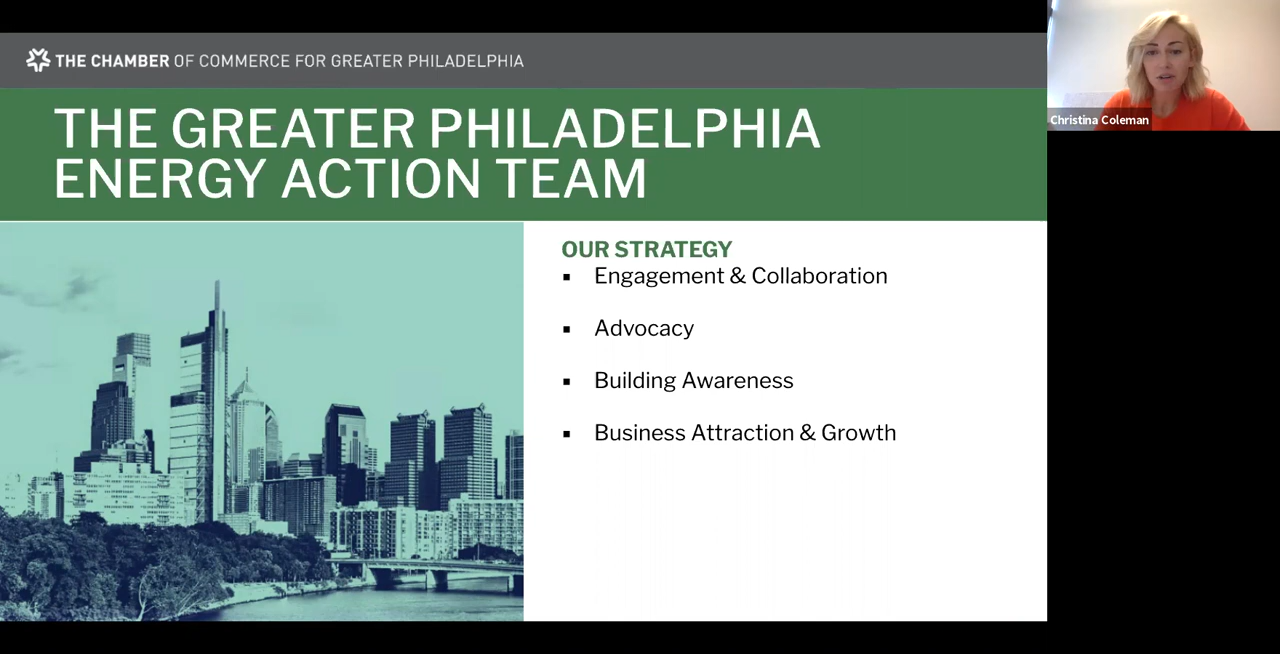 THE CHAMBER OF COMMERCE FOR GREATER PHILADELPHIA
THE GREATER PHILADELPHIA
ENERGY ACTION TEAM
OUR STRATEGY
▪ Engagement & Collaboration
▪ Advocacy
▪ Building Awareness
▪ Business Attraction & Growth
Christina Coleman